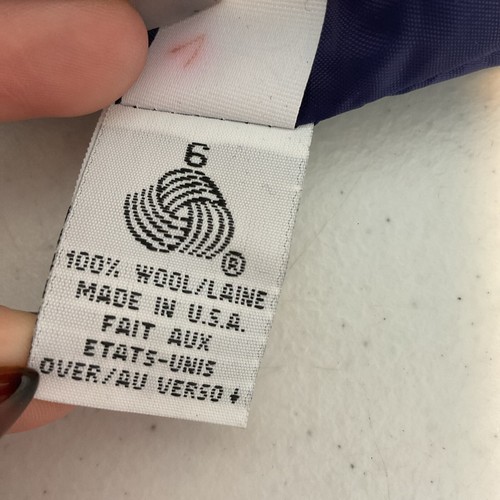 6
®
100% WOOL/LAINE
MADE IN U.S.A.
FAIT AUX
ETATS-UNIS
OVER/AU VERSO↓